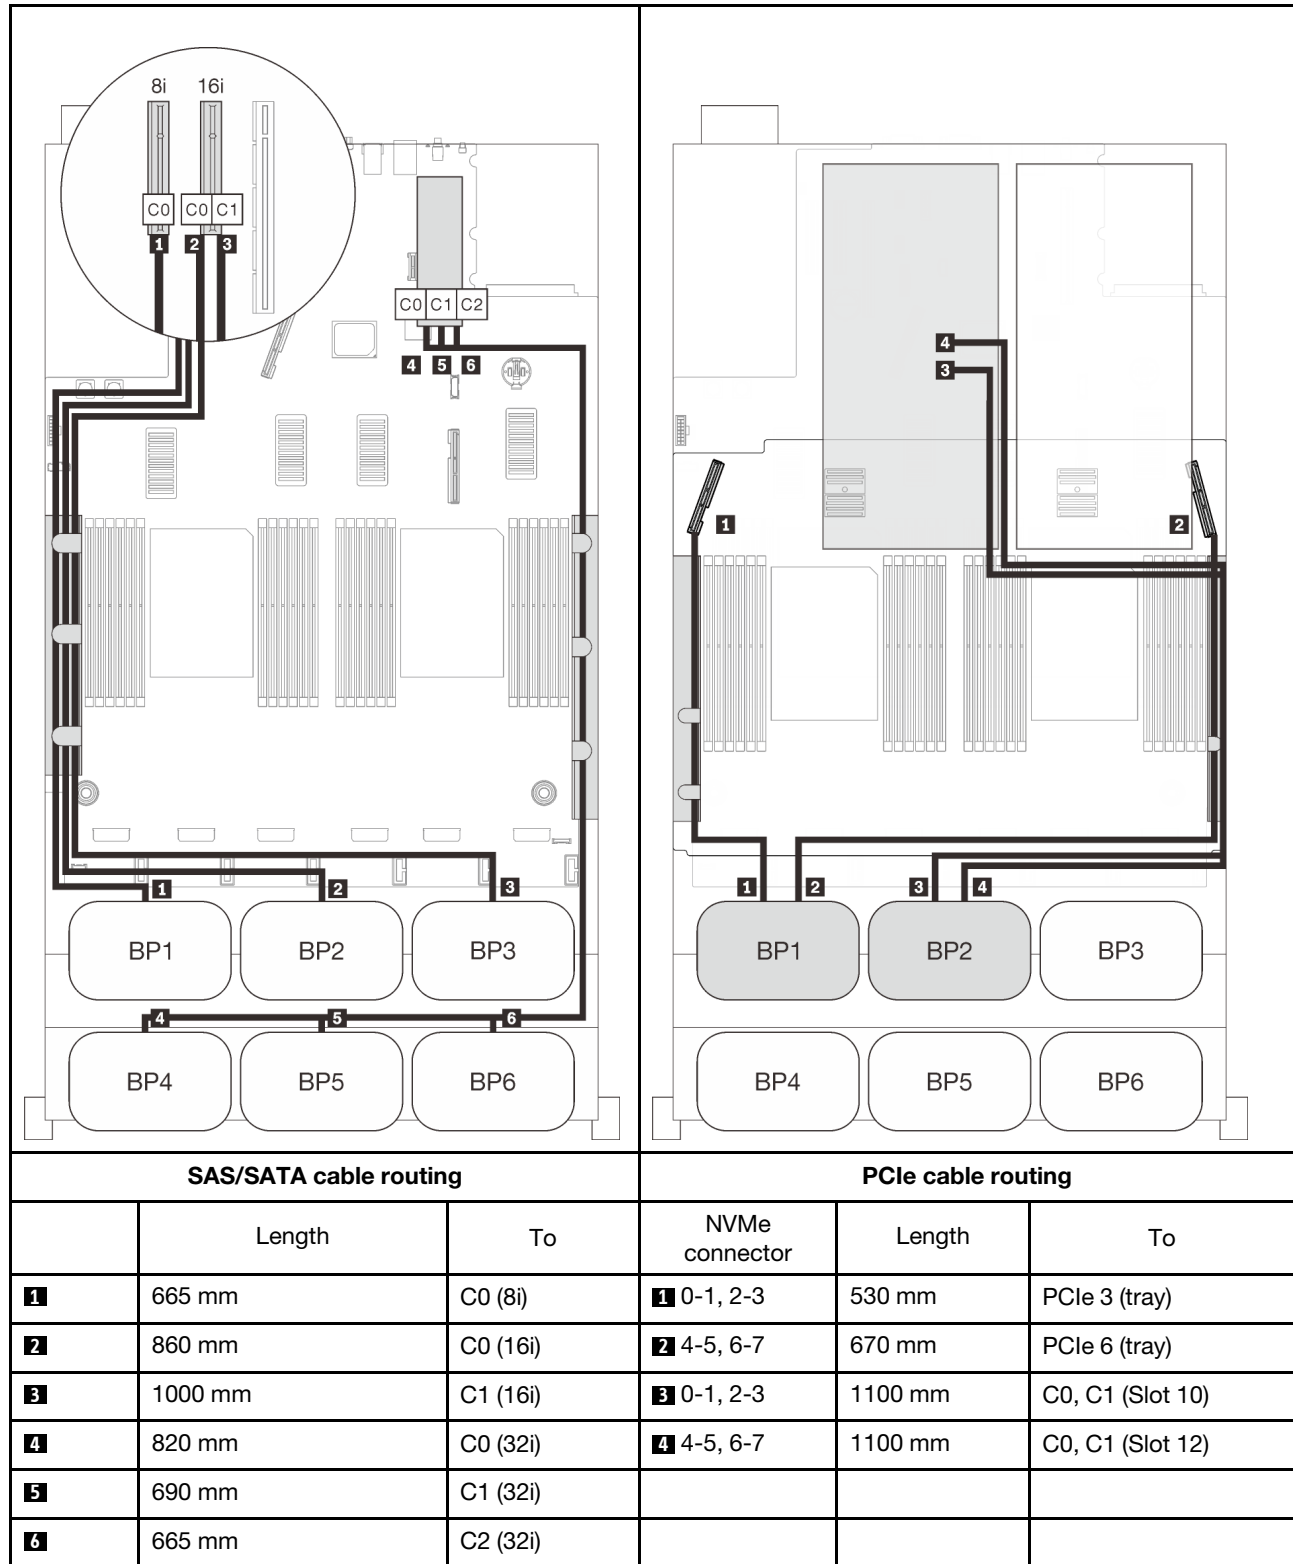 8i 16i
C0 C0 C1
1 2 3
C0 C1 C2
4 5 6
1 2 3
BP1 BP2 BP3
4 5 6
BP4 BP5 BP6
4
3
1 2
1 2 3 4
BP1 BP2 BP3
BP4 BP5 BP6
SAS/SATA cable routing PCIe cable routing
Length To NVMe connector Length To
1 665 mm C0 (8i) 1 0-1, 2-3 530 mm PCIe 3 (tray)
2 860 mm C0 (16i) 2 4-5, 6-7 670 mm PCIe 6 (tray)
3 1000 mm C1 (16i) 3 0-1, 2-3 1100 mm C0, C1 (Slot 10)
4 820 mm C0 (32i) 4 4-5, 6-7 1100 mm C0, C1 (Slot 12)
5 690 mm C1 (32i)
6 665 mm C2 (32i)